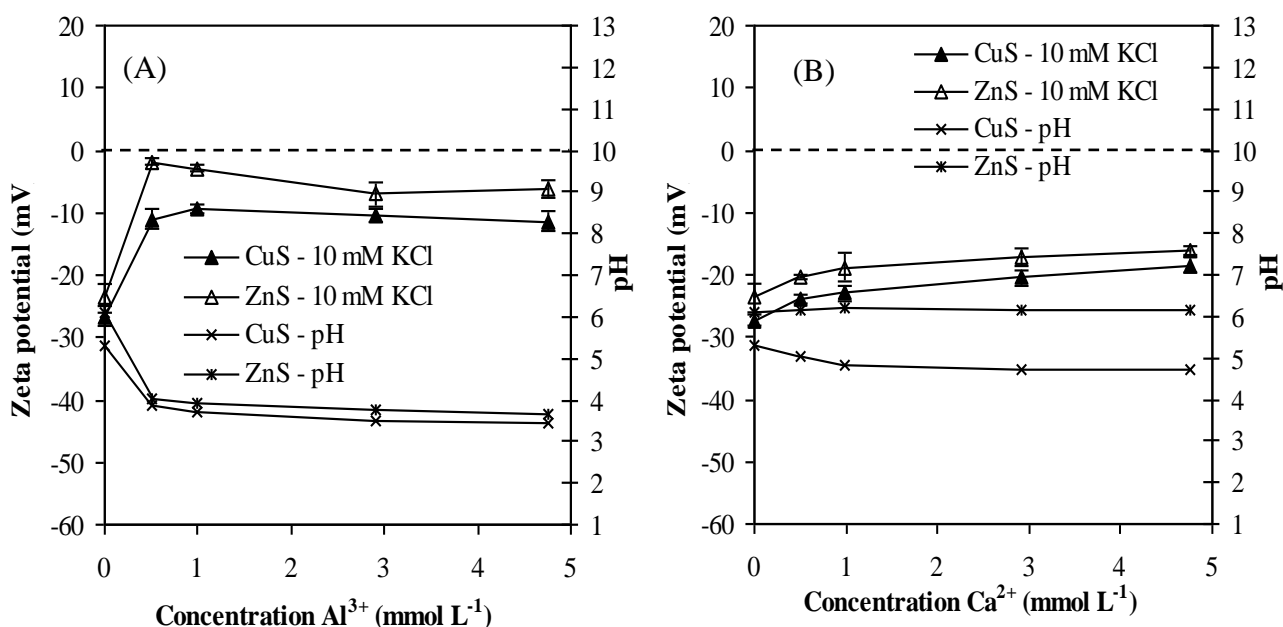 (A)
Zeta potential (mV)
20
10
0
-10
-20
-30
-40
-50
-60
13
12
11
10
9
8
7
6
5
4
3
2
1
pH
CuS - 10 mM KCl
ZnS - 10 mM KCl
CuS - pH
ZnS - pH
0 1 2 3 4 5
Concentration Al³⁺ (mmol L⁻¹)
(B)
Zeta potential (mV)
20
10
0
-10
-20
-30
-40
-50
-60
CuS - 10 mM KCl
ZnS - 10 mM KCl
CuS - pH
ZnS - pH
13
12
11
10
9
8
7
6
5
4
3
2
1
pH
0 1 2 3 4 5
Concentration Ca²⁺ (mmol L⁻¹)